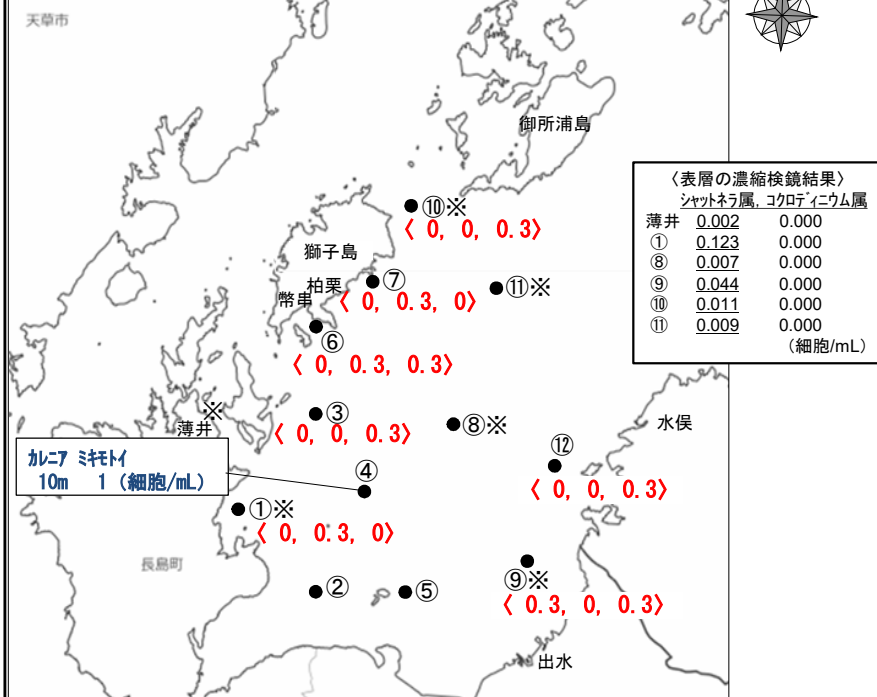 天草市
御所浦島
⑩※
〈 0, 0, 0.3〉
獅子島
柏栗
幣串
⑦
〈 0, 0.3, 0〉
⑪※
⑥
〈 0, 0.3, 0.3〉
〈表層の濃縮検鏡結果〉
シャットネラ属, コクロディニウム属
薄井 0.002 0.000
① 0.123 0.000
⑧ 0.007 0.000
⑨ 0.044 0.000
⑩ 0.011 0.000
⑪ 0.009 0.000
(細胞/mL)
※
薄井
③
〈 0, 0, 0.3〉
⑧※
水俣
⑫
〈 0, 0, 0.3〉
カレニア ミキモトイ
10m 1 (細胞/mL)
④
①※
〈 0, 0.3, 0〉
長島町
②
⑤
⑨※
〈 0.3, 0, 0.3〉
出水